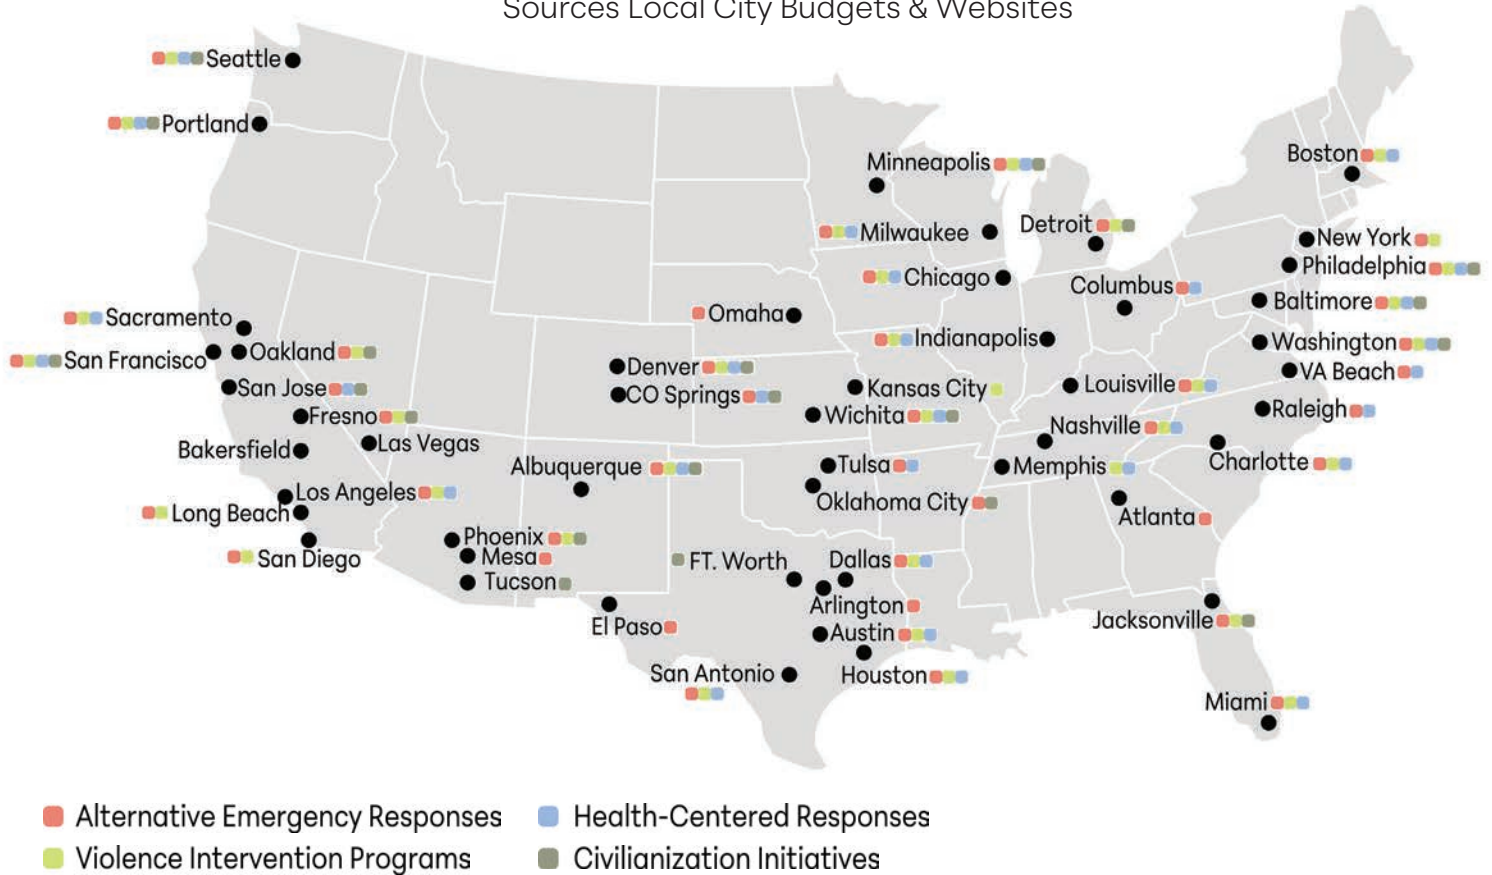 Sources Local City Budgets & Websites
Seattle
Portland
Minneapolis
Boston
Milwaukee
Detroit
New York
Philadelphia
Chicago
Columbus
Baltimore
Sacramento
Omaha
Indianapolis
Washington
San Francisco
Oakland
Denver
VA Beach
San Jose
CO Springs
Kansas City
Louisville
Fresno
Wichita
Raleigh
Nashville
Bakersfield
Las Vegas
Albuquerque
Tulsa
Memphis
Charlotte
Los Angeles
Long Beach
Oklahoma City
Atlanta
San Diego
Phoenix
Mesa
Tucson
FT. Worth
Dallas
Arlington
El Paso
Austin
Jacksonville
San Antonio
Houston
Miami
Alternative Emergency Responses
Health-Centered Responses
Violence Intervention Programs
Civilianization Initiatives